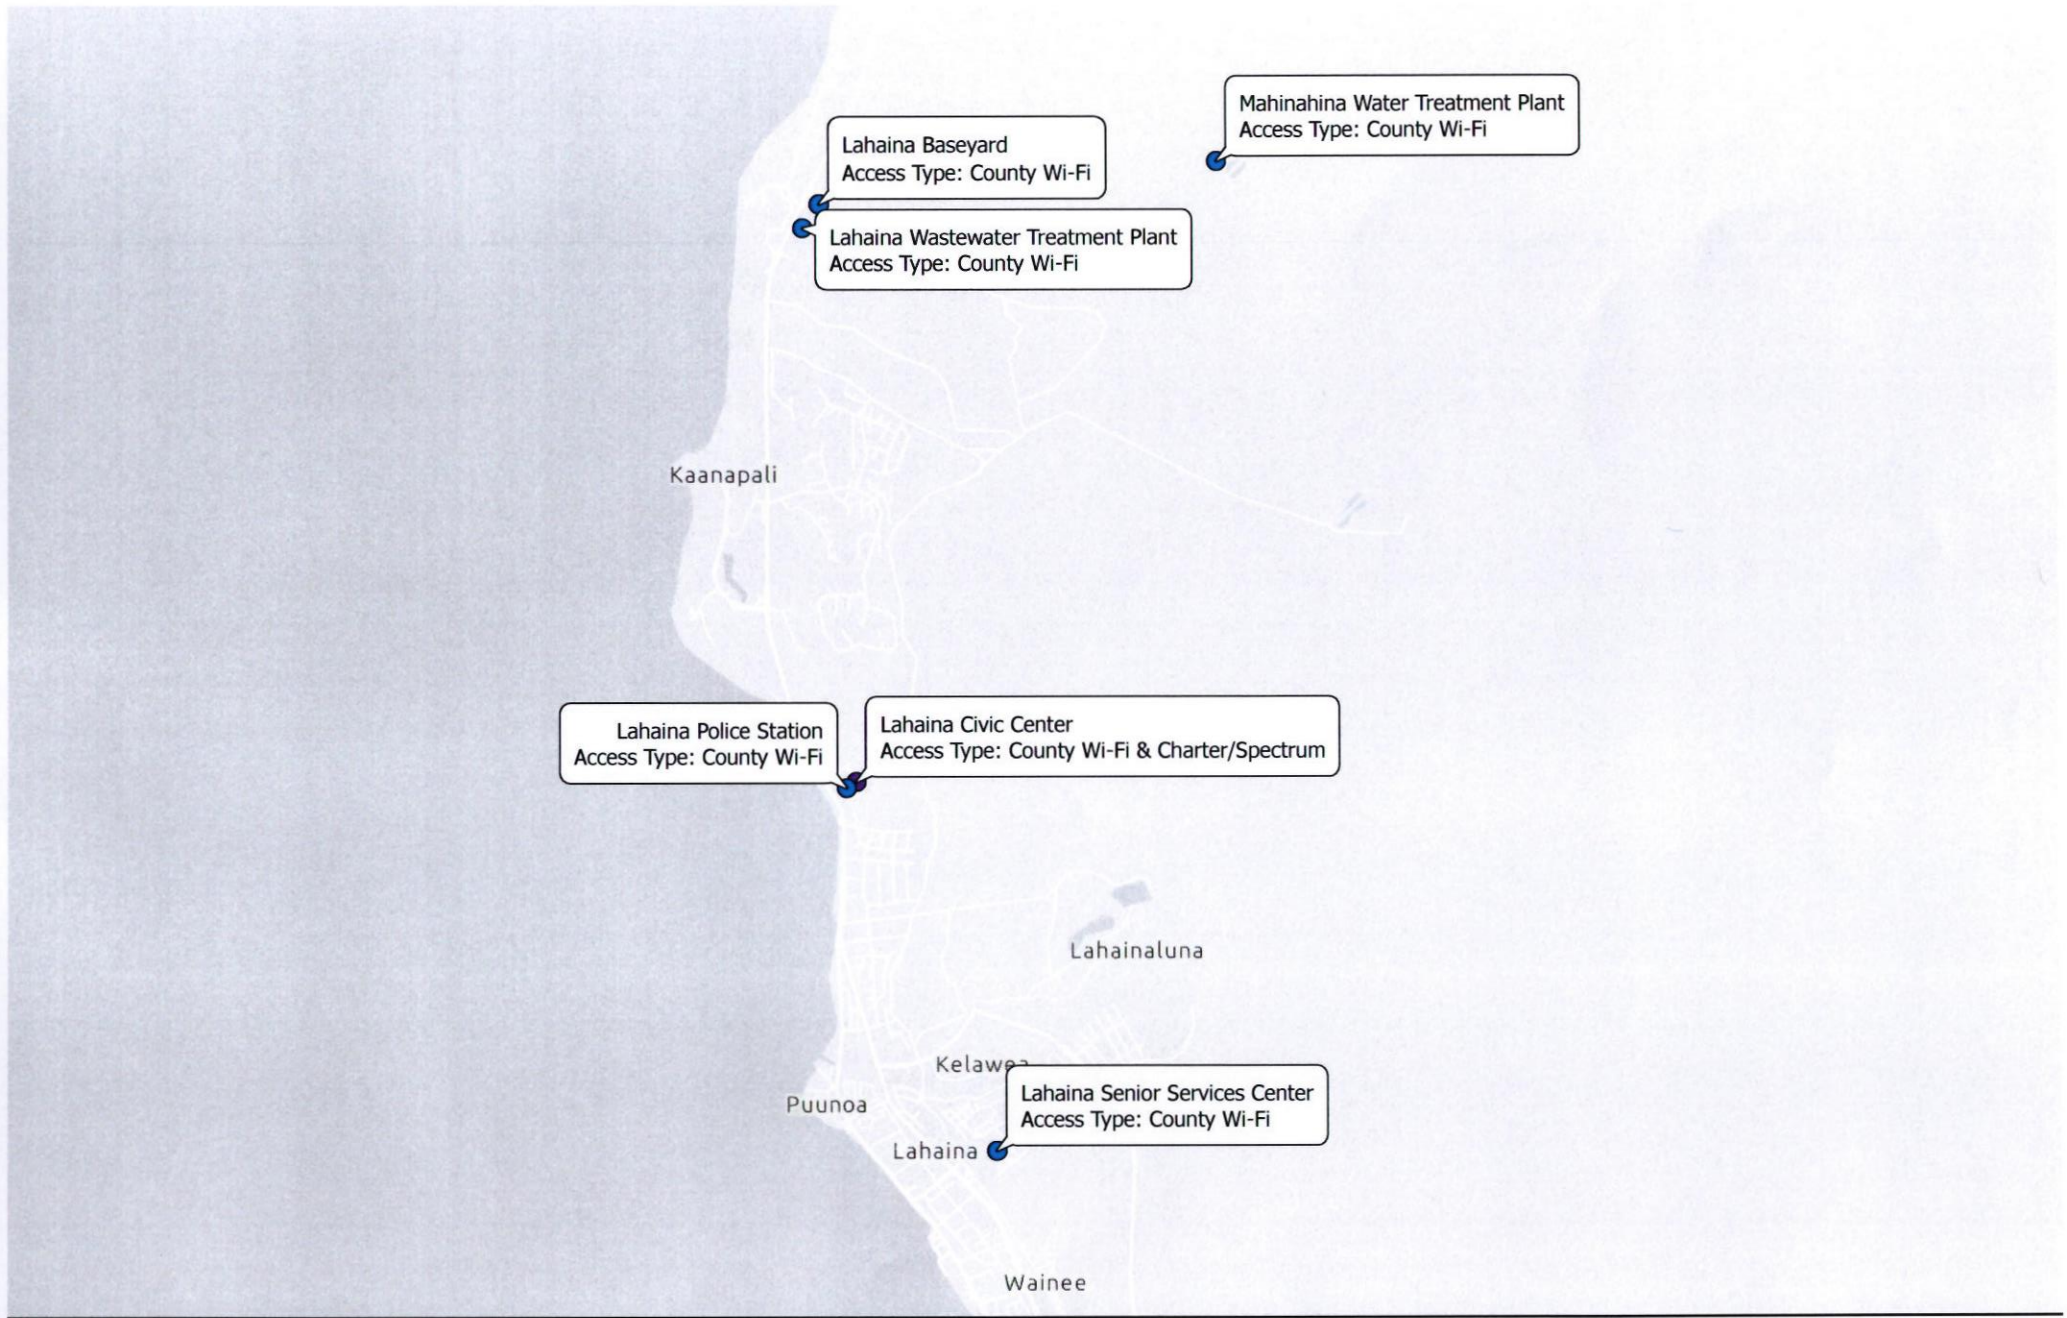 Mahinahina Water Treatment Plant
Access Type: County Wi-Fi
Lahaina Baseyard
Access Type: County Wi-Fi
Lahaina Wastewater Treatment Plant
Access Type: County Wi-Fi
Kaanapali
Lahaina Police Station
Access Type: County Wi-Fi
Lahaina Civic Center
Access Type: County Wi-Fi & Charter/Spectrum
Lahainaluna
Kelawea
Lahaina Senior Services Center
Access Type: County Wi-Fi
Puunoa
Lahaina
Wainee